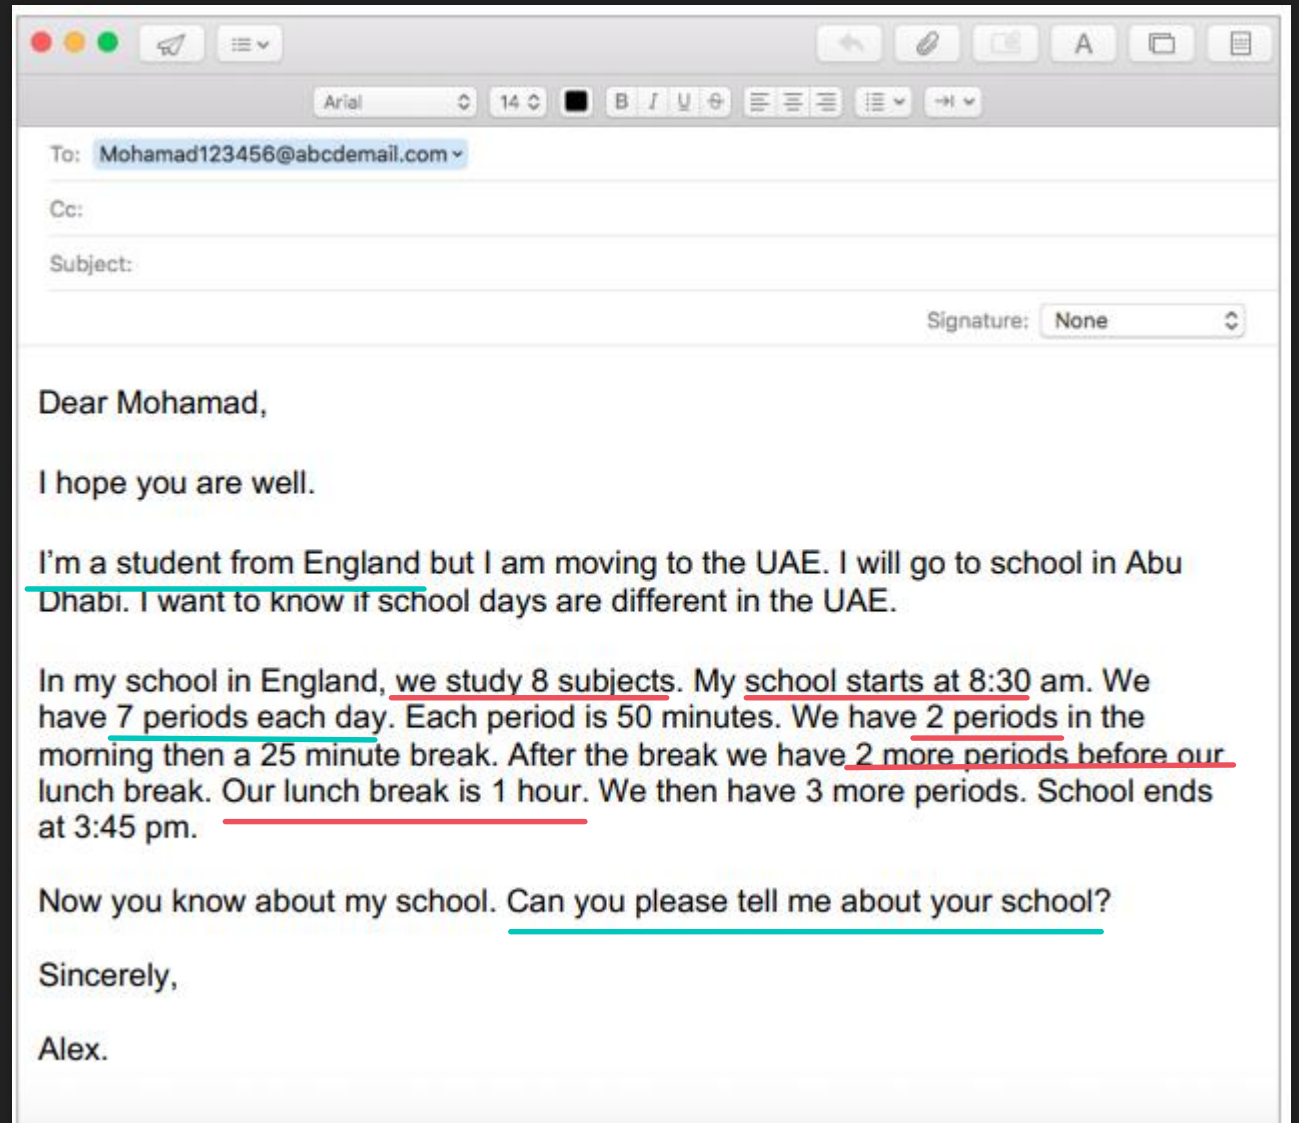 Arial
14
B I U S
A
To: Mohamad123456@abcdemail.com
Cc:
Subject:
Signature: None
Dear Mohamad,
I hope you are well.
I'm a student from England but I am moving to the UAE. I will go to school in Abu
Dhabi. I want to know if school days are different in the UAE.
In my school in England, we study 8 subjects. My school starts at 8:30 am. We
have 7 periods each day. Each period is 50 minutes. We have 2 periods in the
morning then a 25 minute break. After the break we have 2 more periods before our
lunch break. Our lunch break is 1 hour. We then have 3 more periods. School ends
at 3:45 pm.
Now you know about my school. Can you please tell me about your school?
Sincerely,
Alex.